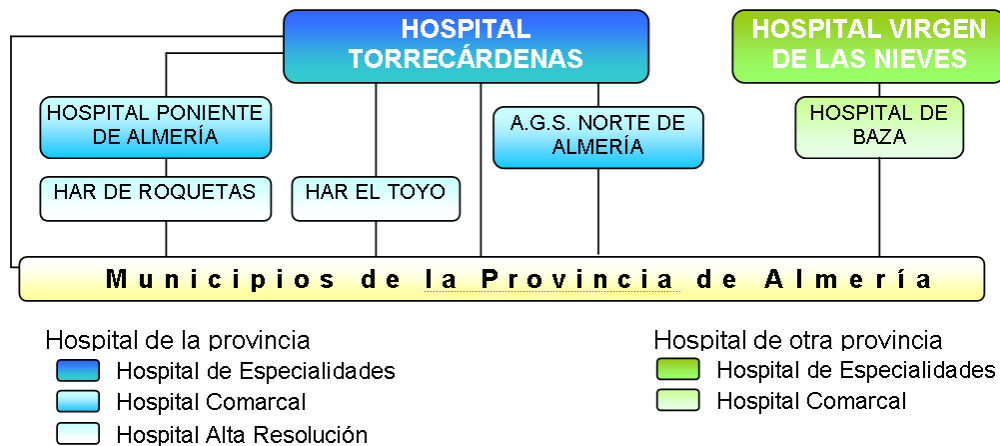 HOSPITAL
TORRECÁRDENAS
HOSPITAL VIRGEN
DE LAS NIEVES
HOSPITAL PONIENTE
DE ALMERÍA
A.G.S. NORTE DE
ALMERÍA
HOSPITAL DE
BAZA
HAR DE ROQUETAS
HAR EL TOYO
Municipios de la Provincia de Almería
Hospital de la provincia
Hospital de Especialidades
Hospital Comarcal
Hospital Alta Resolución
Hospital de otra provincia
Hospital de Especialidades
Hospital Comarcal